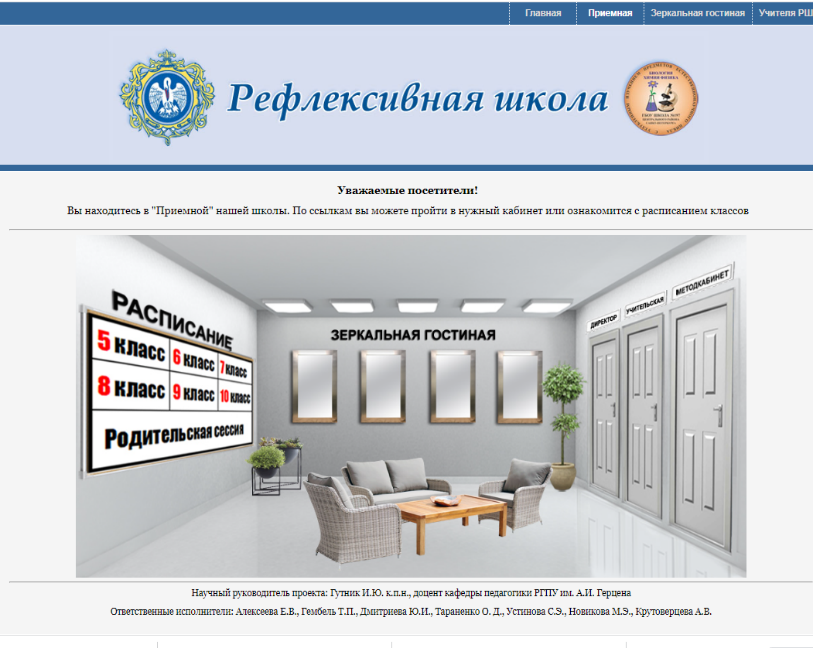 Главная
Приемная
Зеркальная гостиная
Учителя РШ
Рефлексивная школа
БИОЛОГИЯ
Уважаемые посетители!
Вы находитесь в "Приемной" нашей школы. По ссылкам вы можете пройти в нужный кабинет или ознакомится с расписанием классов
РАСПИСАНИЕ
5 класс
6 класс
7 класс
8 класс
9 класс
10 класс
Родительская сессия
ЗЕРКАЛЬНАЯ ГОСТИНАЯ
ДИРЕКТОР
УЧИТЕЛЬСКАЯ
МЕТОДКАБИНЕТ
Научный руководитель проекта: Гутник И.Ю. к.п.н., доцент кафедры педагогики РГПУ им. А.И. Герцена
Ответственные исполнители: Алексеева Е.В., Гембель Т.П., Дмитриева Ю.И., Тараненко О. Д., Устинова С.Э., Новикова М.Э., Крутоверцева А.В.